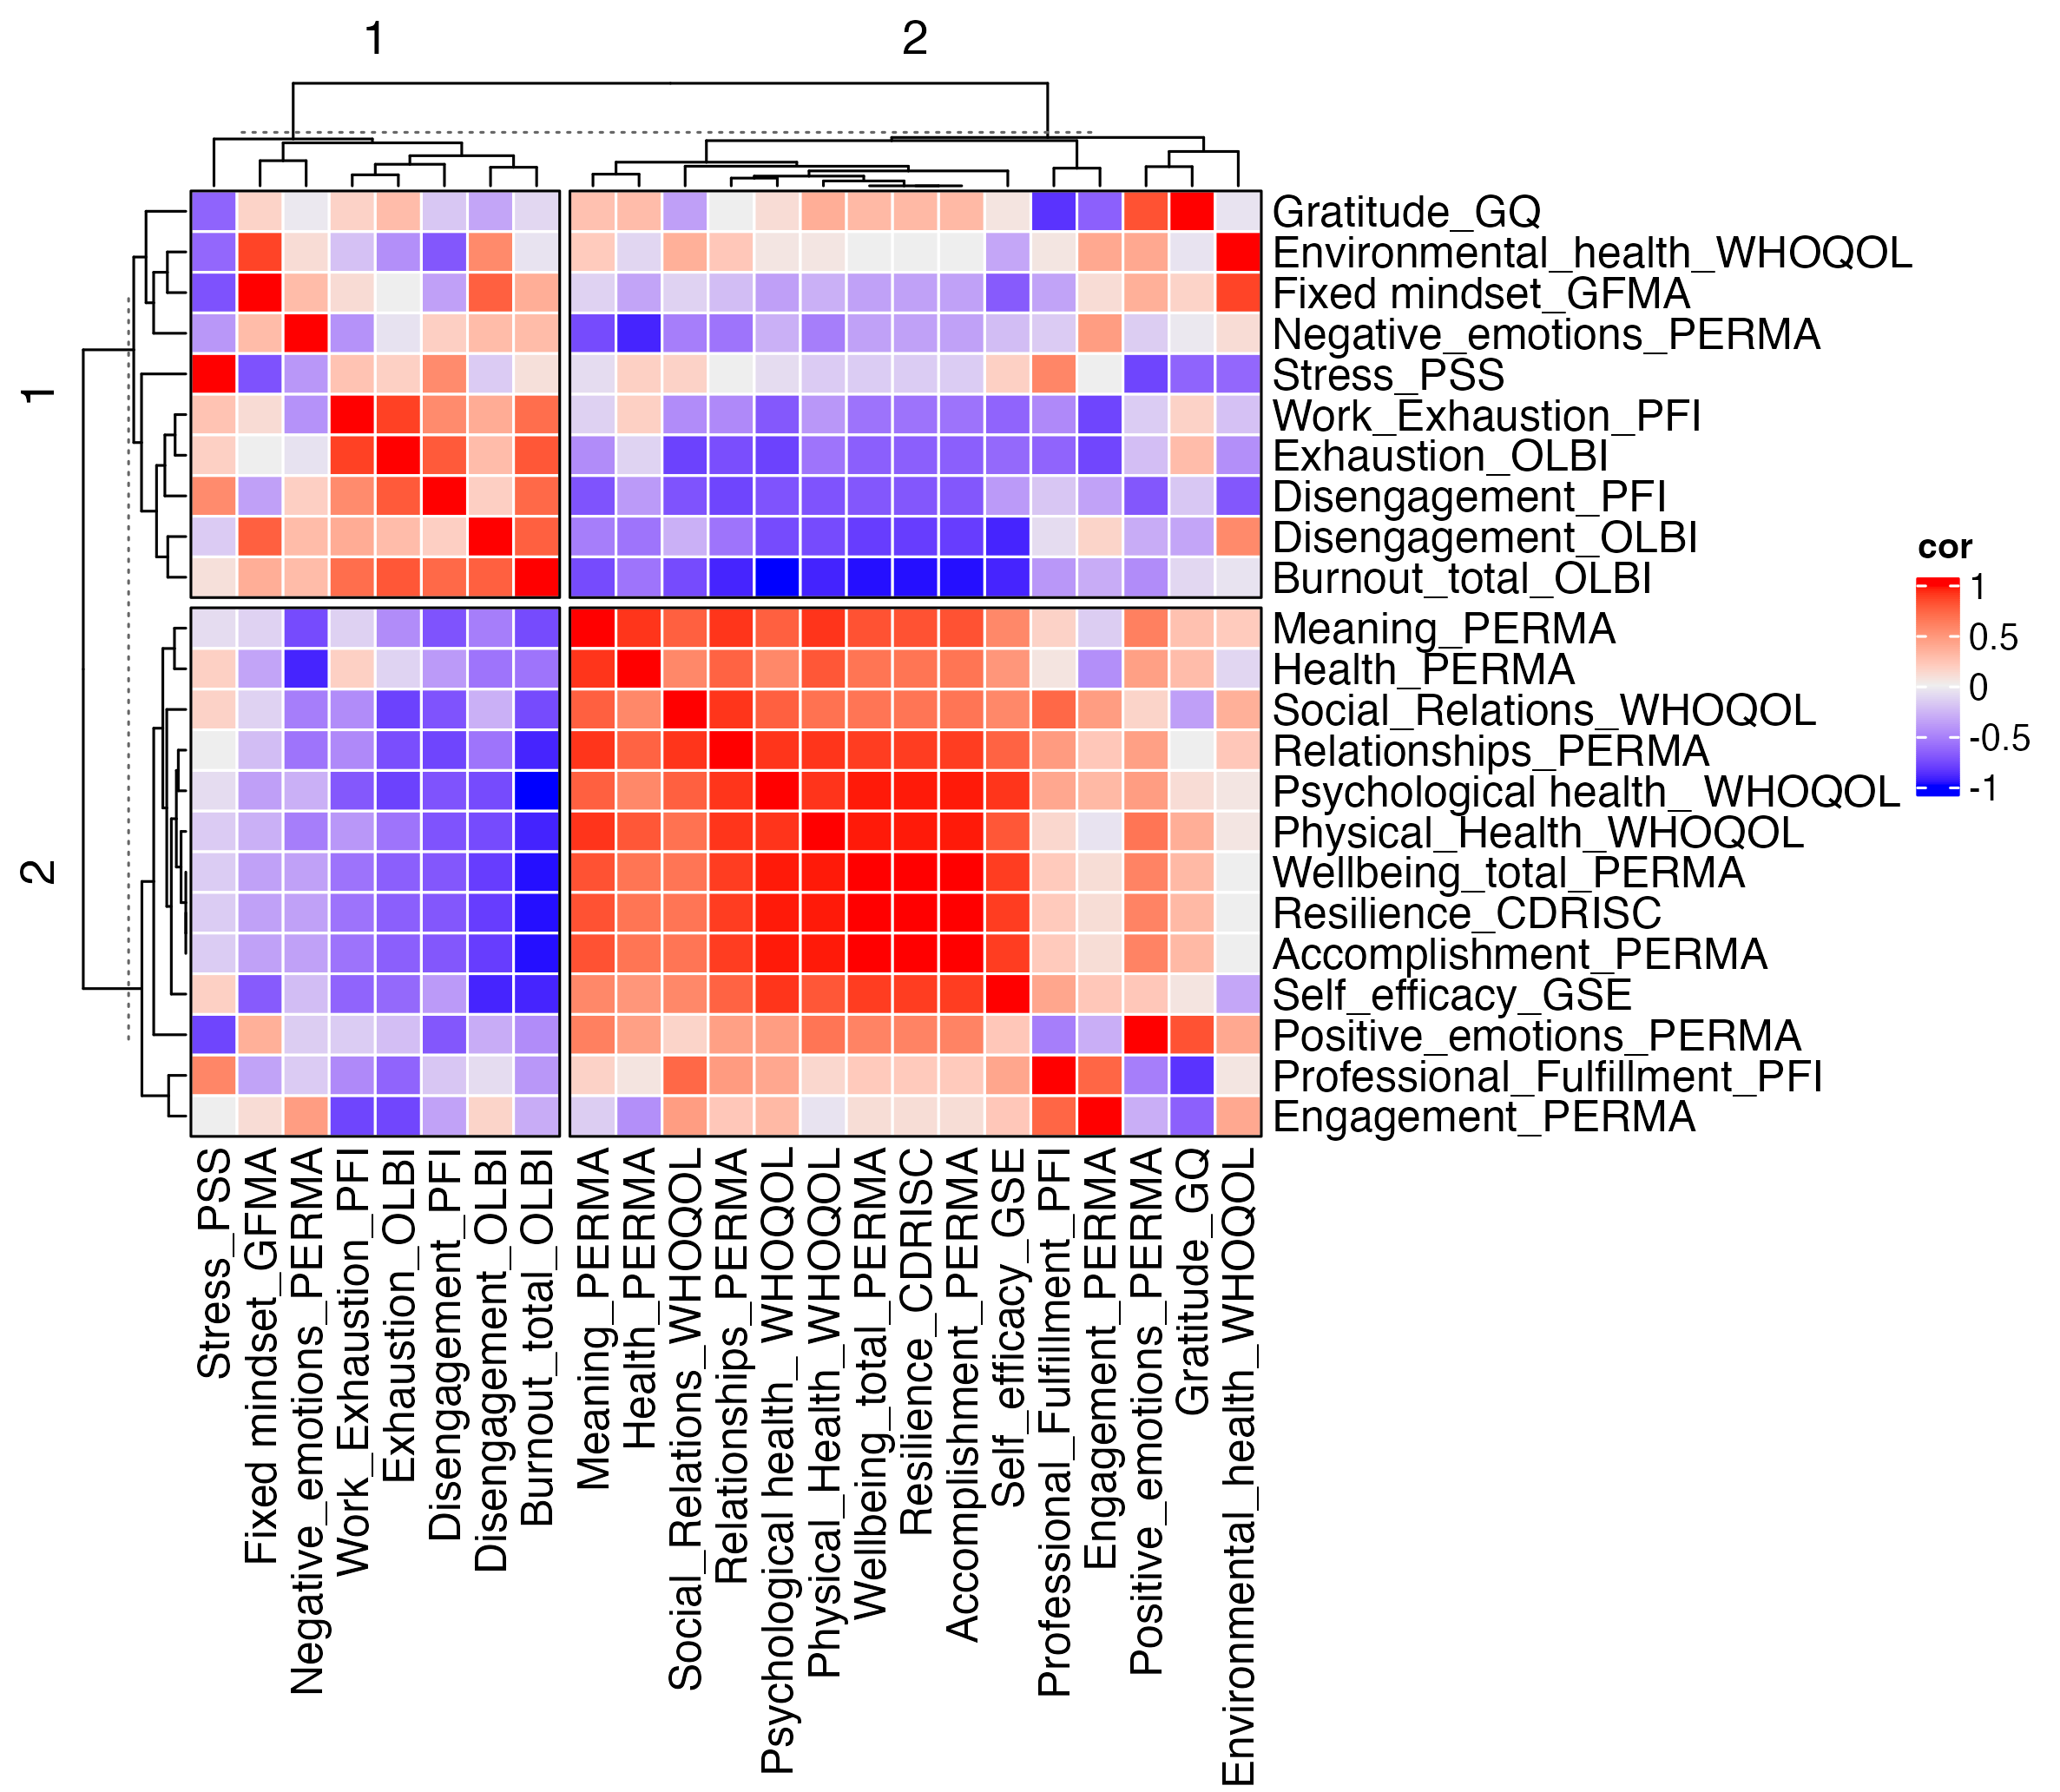 1
2
1
2
Gratitude_GQ
Environmental_health_WHOQOL
Fixed mindset_GFMA
Negative_emotions_PERMA
Stress_PSS
Work_Exhaustion_PFI
Exhaustion_OLBI
Disengagement_PFI
Disengagement_OLBI
Burnout_total_OLBI
Meaning_PERMA
Health_PERMA
Social_Relations_WHOQOL
Relationships_PERMA
Psychological health_ WHOQOL
Physical_Health_WHOQOL
Wellbeing_total_PERMA
Resilience_CDRISC
Accomplishment_PERMA
Self_efficacy_GSE
Positive_emotions_PERMA
Professional_Fulfillment_PFI
Engagement_PERMA
cor
1
0.5
0
-0.5
-1
Stress_PSS
Fixed mindset_GFMA
Negative_emotions_PERMA
Work_Exhaustion_PFI
Exhaustion_OLBI
Disengagement_PFI
Disengagement_OLBI
Burnout_total_OLBI
Meaning_PERMA
Health_PERMA
Social_Relations_WHOQOL
Relationships_PERMA
Psychological health_ WHOQOL
Physical_Health_WHOQOL
Wellbeing_total_PERMA
Resilience_CDRISC
Accomplishment_PERMA
Self_efficacy_GSE
Professional_Fulfillment_PFI
Engagement_PERMA
Positive_emotions_PERMA
Gratitude_GQ
Environmental_health_WHOQOL